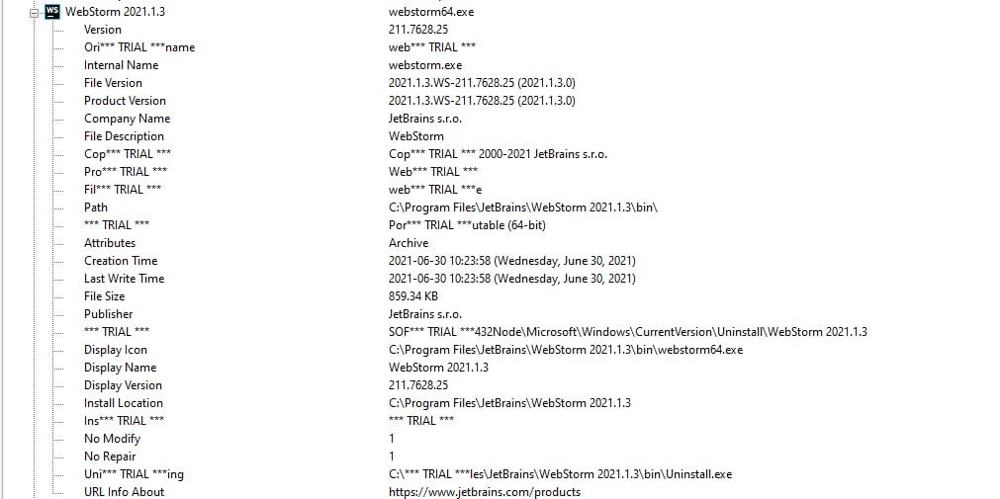 WS WebStorm 2021.1.3 webstorm64.exe
Version 211.7628.25
Ori*** TRIAL ***name web*** TRIAL ***
Internal Name webstorm.exe
File Version 2021.1.3.WS-211.7628.25 (2021.1.3.0)
Product Version 2021.1.3.WS-211.7628.25 (2021.1.3.0)
Company Name JetBrains s.r.o.
File Description WebStorm
Cop*** TRIAL *** Cop*** TRIAL *** 2000-2021 JetBrains s.r.o.
Pro*** TRIAL *** Web*** TRIAL ***
Fil*** TRIAL *** web*** TRIAL ***e
Path C:\Program Files\JetBrains\WebStorm 2021.1.3\bin\
*** TRIAL *** Por*** TRIAL ***utable (64-bit)
Attributes Archive
Creation Time 2021-06-30 10:23:58 (Wednesday, June 30, 2021)
Last Write Time 2021-06-30 10:23:58 (Wednesday, June 30, 2021)
File Size 859.34 KB
Publisher JetBrains s.r.o.
*** TRIAL *** SOF*** TRIAL ***432Node\Microsoft\Windows\CurrentVersion\Uninstall\WebStorm 2021.1.3
Display Icon C:\Program Files\JetBrains\WebStorm 2021.1.3\bin\webstorm64.exe
Display Name WebStorm 2021.1.3
Display Version 211.7628.25
Install Location C:\Program Files\JetBrains\WebStorm 2021.1.3
Ins*** TRIAL *** *** TRIAL ***
No Modify 1
No Repair 1
Uni*** TRIAL ***ing C:\*** TRIAL ***les\JetBrains\WebStorm 2021.1.3\bin\Uninstall.exe
URL Info About https://www.jetbrains.com/products